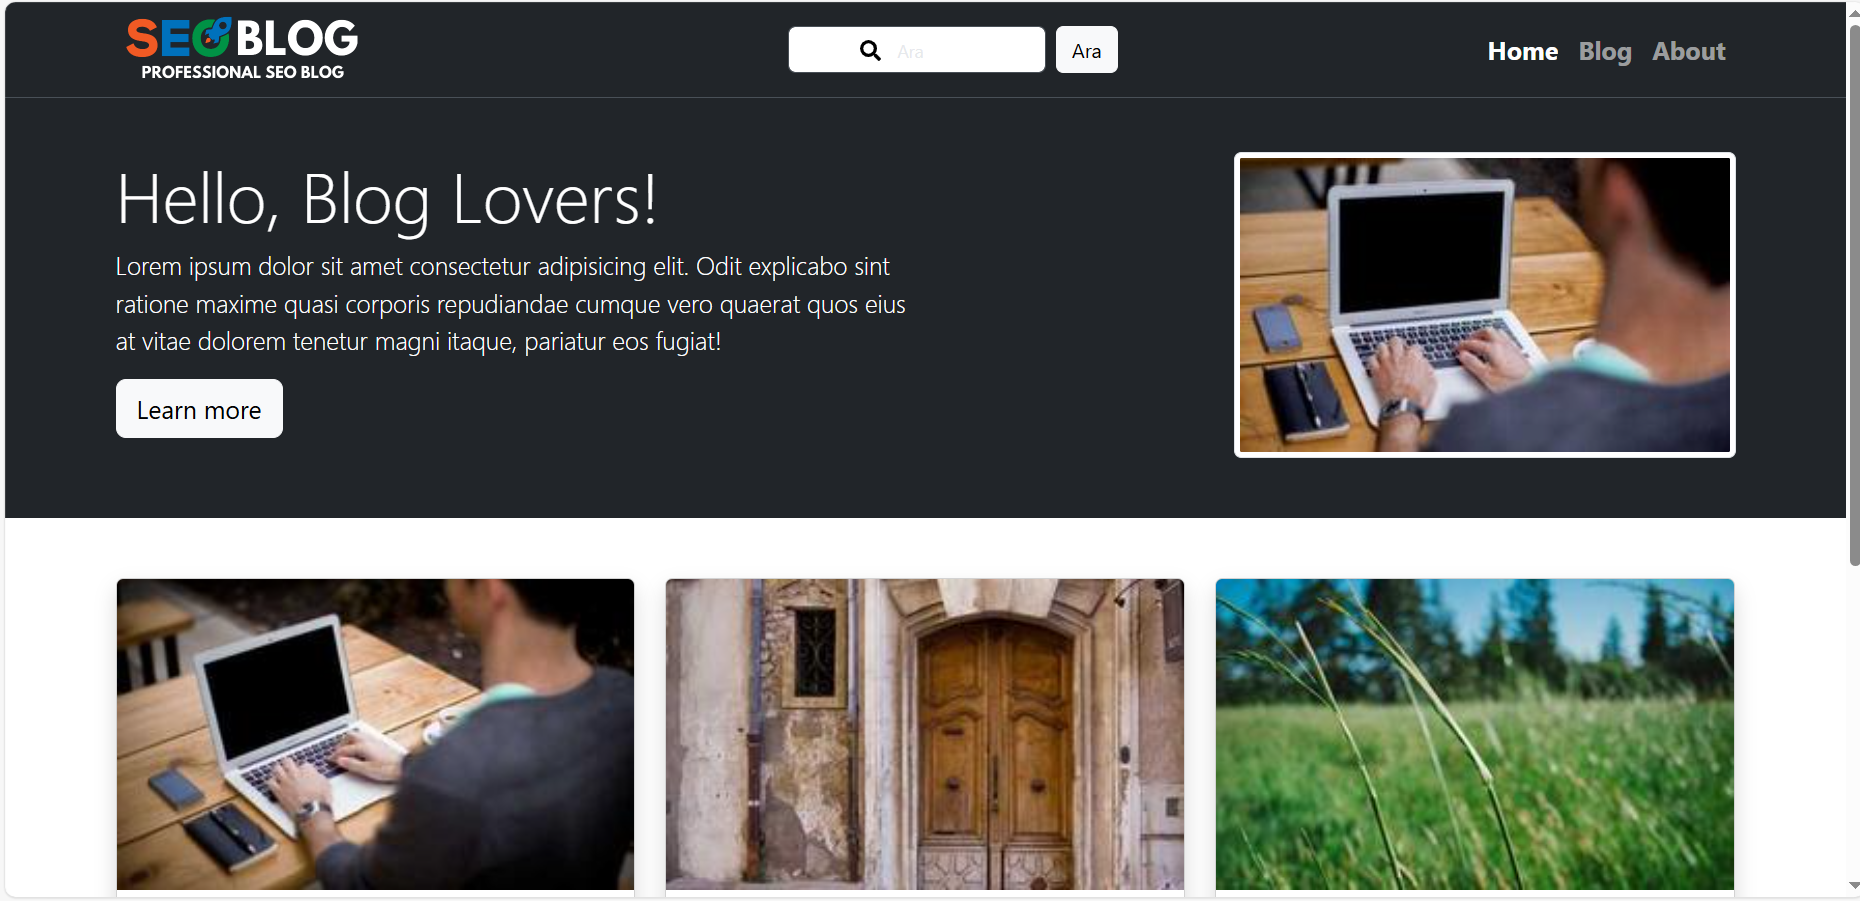 SEOBLOG
PROFESSIONAL SEO BLOG
Ara
Ara
Home
Blog
About
Hello, Blog Lovers!
Lorem ipsum dolor sit amet consectetur adipisicing elit. Odit explicabo sint
ratione maxime quasi corporis repudiandae cumque vero quaerat quos eius
at vitae dolorem tenetur magni itaque, pariatur eos fugiat!
Learn more